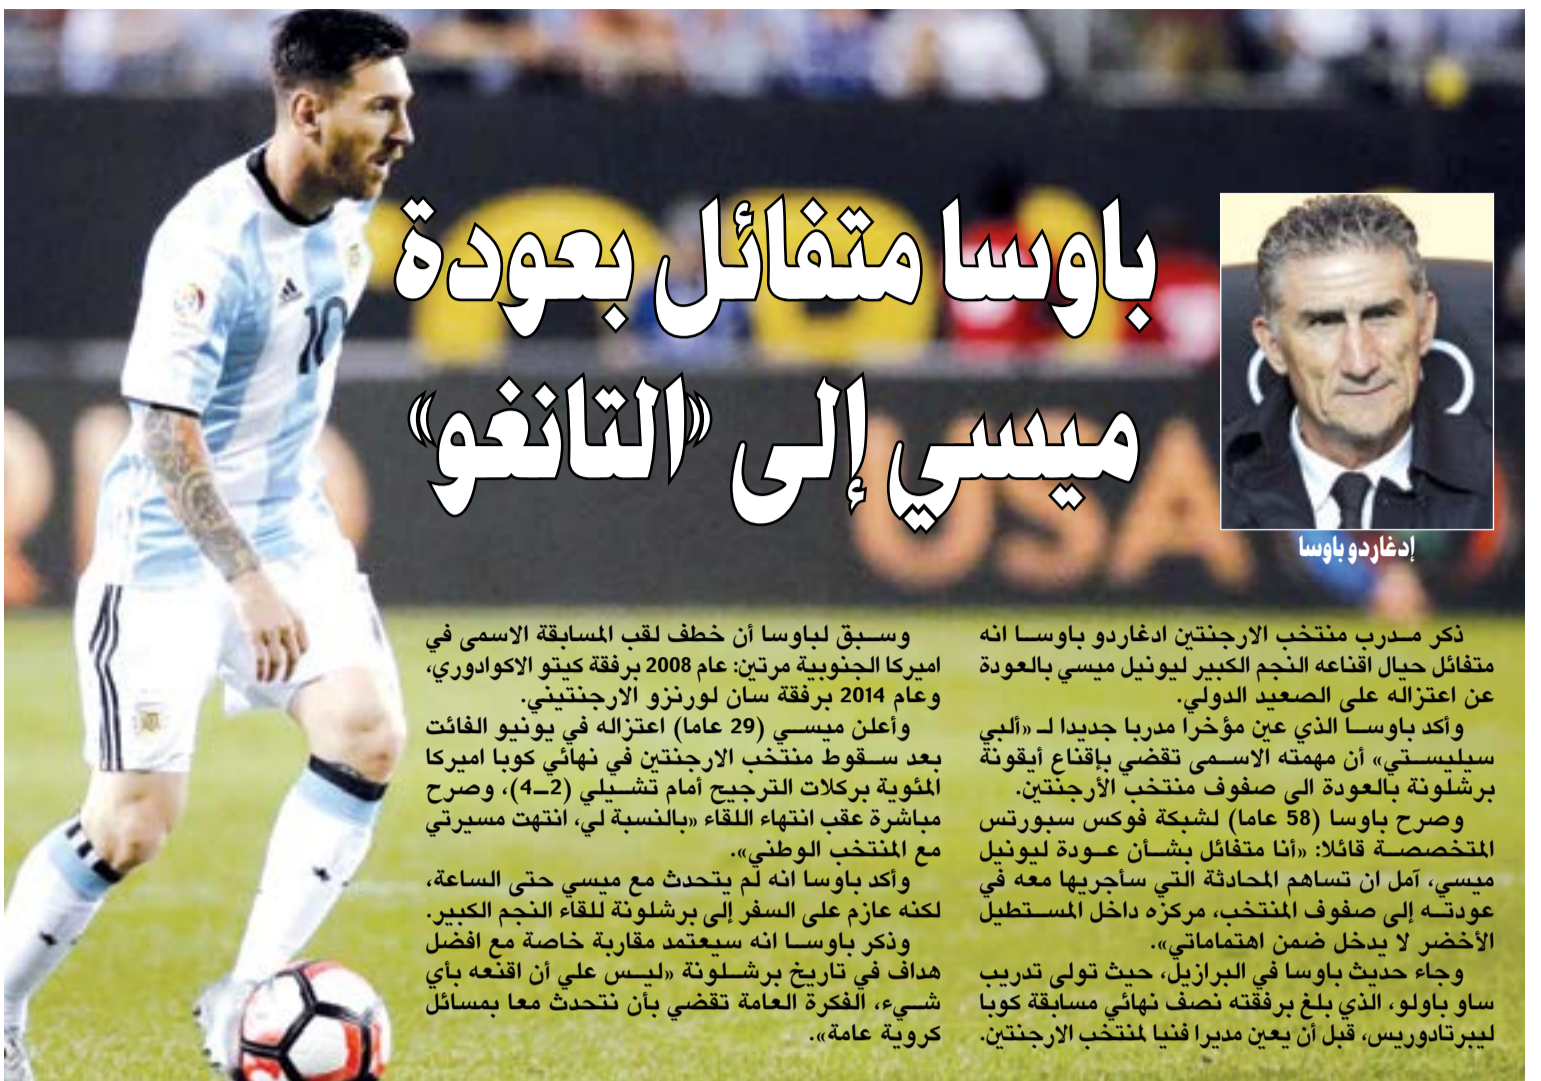 باوسا متفائل بعودة
ميسي إلى «التانغو»
إدغاردو باوسا
ذكر مدرب منتخب الارجنتين ادغاردو باوسا انه
متفائل حيال اقناعه النجم الكبير ليونيل ميسي بالعودة
عن اعتزاله على الصعيد الدولي.
وأكد باوسا الذي عين مؤخرا مدربا جديدا لـ «ألبي
سيليستي» أن مهمته الاسمى تقضي بإقناع أيقونة
برشلونة بالعودة الى صفوف منتخب الأرجنتين.
وصرح باوسا (58 عاما) لشبكة فوكس سبورتس
المتخصصة قائلا: «أنا متفائل بشأن عودة ليونيل
ميسي، آمل ان تساهم المحادثة التي سأجريها معه في
عودته إلى صفوف المنتخب، مركزه داخل المستطيل
الأخضر لا يدخل ضمن اهتماماتي».
وجاء حديث باوسا في البرازيل، حيث تولى تدريب
ساو باولو، الذي بلغ برفقته نصف نهائي مسابقة كوبا
ليبرتادوريس، قبل أن يعين مديرا فنيا لمنتخب الارجنتين.
وسبق لباوسا أن خطف لقب المسابقة الاسمى في
اميركا الجنوبية مرتين: عام 2008 برفقة كيتو الاكوادوري،
وعام 2014 برفقة سان لورنزو الارجنتيني.
وأعلن ميسي (29 عاما) اعتزاله في يونيو الفائت
بعد سقوط منتخب الارجنتين في نهائي كوبا اميركا
المئوية بركلات الترجيح أمام تشيلي (2ــ4)، وصرح
مباشرة عقب انتهاء اللقاء «بالنسبة لي، انتهت مسيرتي
مع المنتخب الوطني».
وأكد باوسا انه لم يتحدث مع ميسي حتى الساعة،
لكنه عازم على السفر إلى برشلونة للقاء النجم الكبير.
وذكر باوسا انه سيعتمد مقاربة خاصة مع افضل
هداف في تاريخ برشلونة «ليس علي أن اقنعه بأي
شيء، الفكرة العامة تقضي بأن نتحدث معا بمسائل
كروية عامة».
10
USA